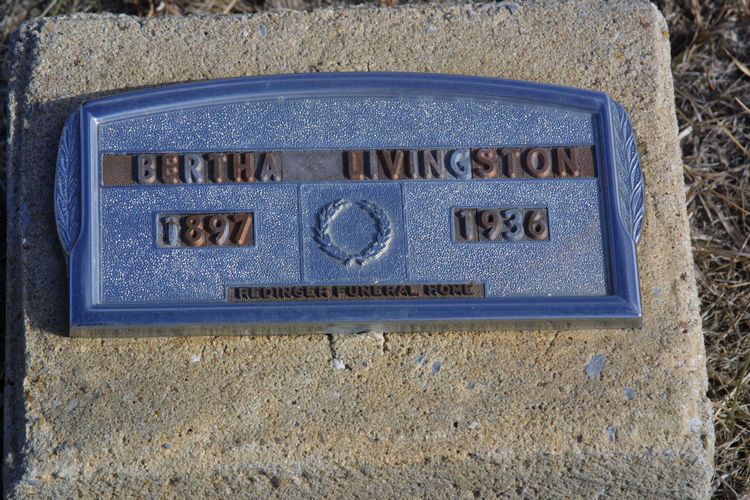 BERTHA LIVINGSTON
1897 1936
REDINGER FUNERAL HOME